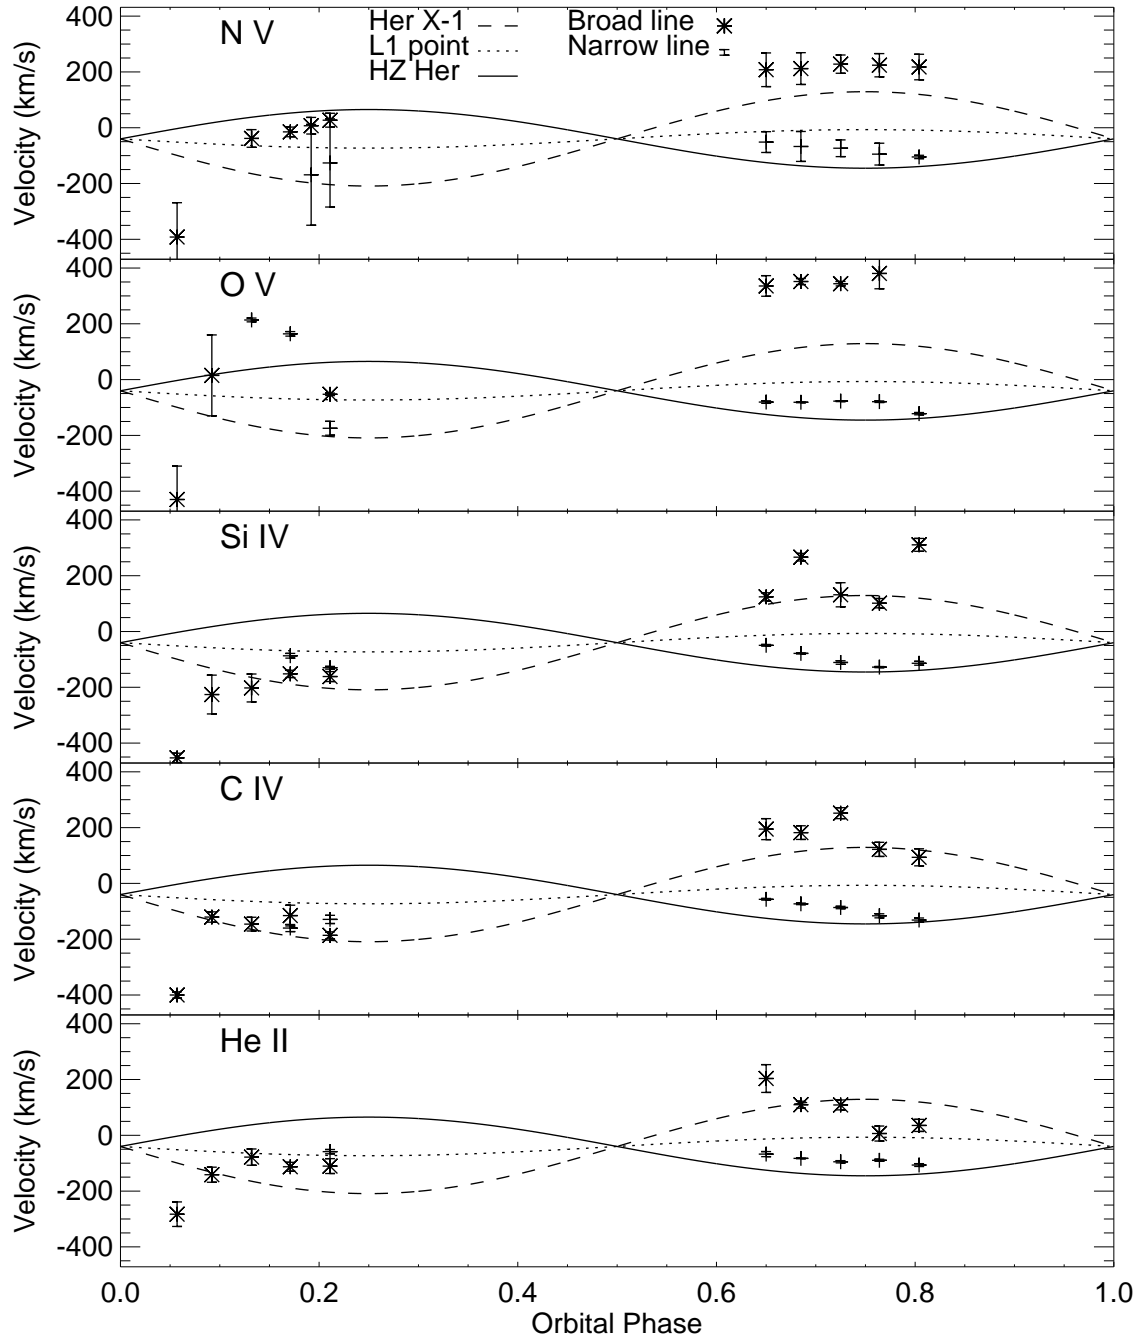 N V
Her X-1
Broad line
L1 point
Narrow line
HZ Her
400
200
0
-200
-400
Velocity (km/s)
O V
400
200
0
-200
-400
Velocity (km/s)
Si IV
400
200
0
-200
-400
Velocity (km/s)
C IV
400
200
0
-200
-400
Velocity (km/s)
He II
400
200
0
-200
-400
Velocity (km/s)
0.0 0.2 0.4 0.6 0.8 1.0
Orbital Phase